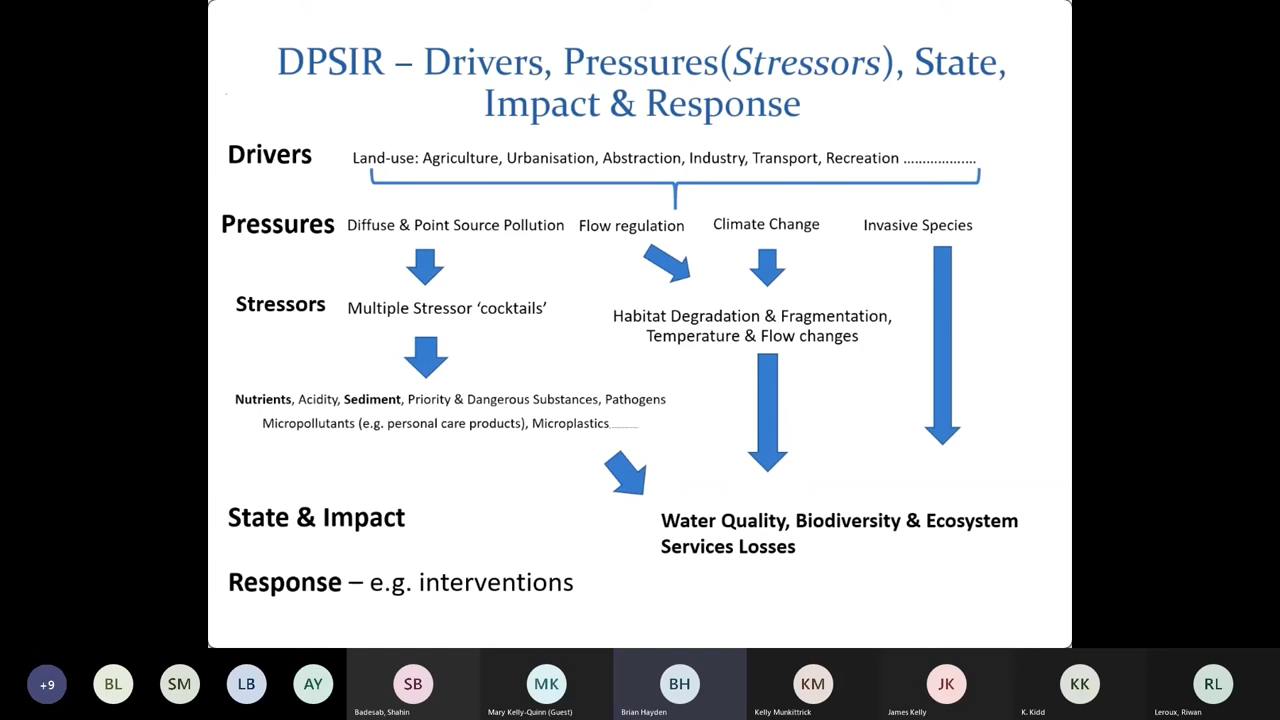 DPSIR – Drivers, Pressures(Stressors), State,
Impact & Response
Drivers
Land-use: Agriculture, Urbanisation, Abstraction, Industry, Transport, Recreation ...................
Pressures
Diffuse & Point Source Pollution
Flow regulation
Climate Change
Invasive Species
Stressors
Multiple Stressor ‘cocktails’
Habitat Degradation & Fragmentation,
Temperature & Flow changes
Nutrients, Acidity, Sediment, Priority & Dangerous Substances, Pathogens
Micropollutants (e.g. personal care products), Microplastics..........
State & Impact
Water Quality, Biodiversity & Ecosystem
Services Losses
Response – e.g. interventions
+9
BL
SM
LB
AY
SB
MK
BH
KM
JK
KK
RL
Badesab, Shahin
Mary Kelly-Quinn (Guest)
Brian Hayden
Kelly Munkittrick
James Kelly
K. Kidd
Leroux, Riwan